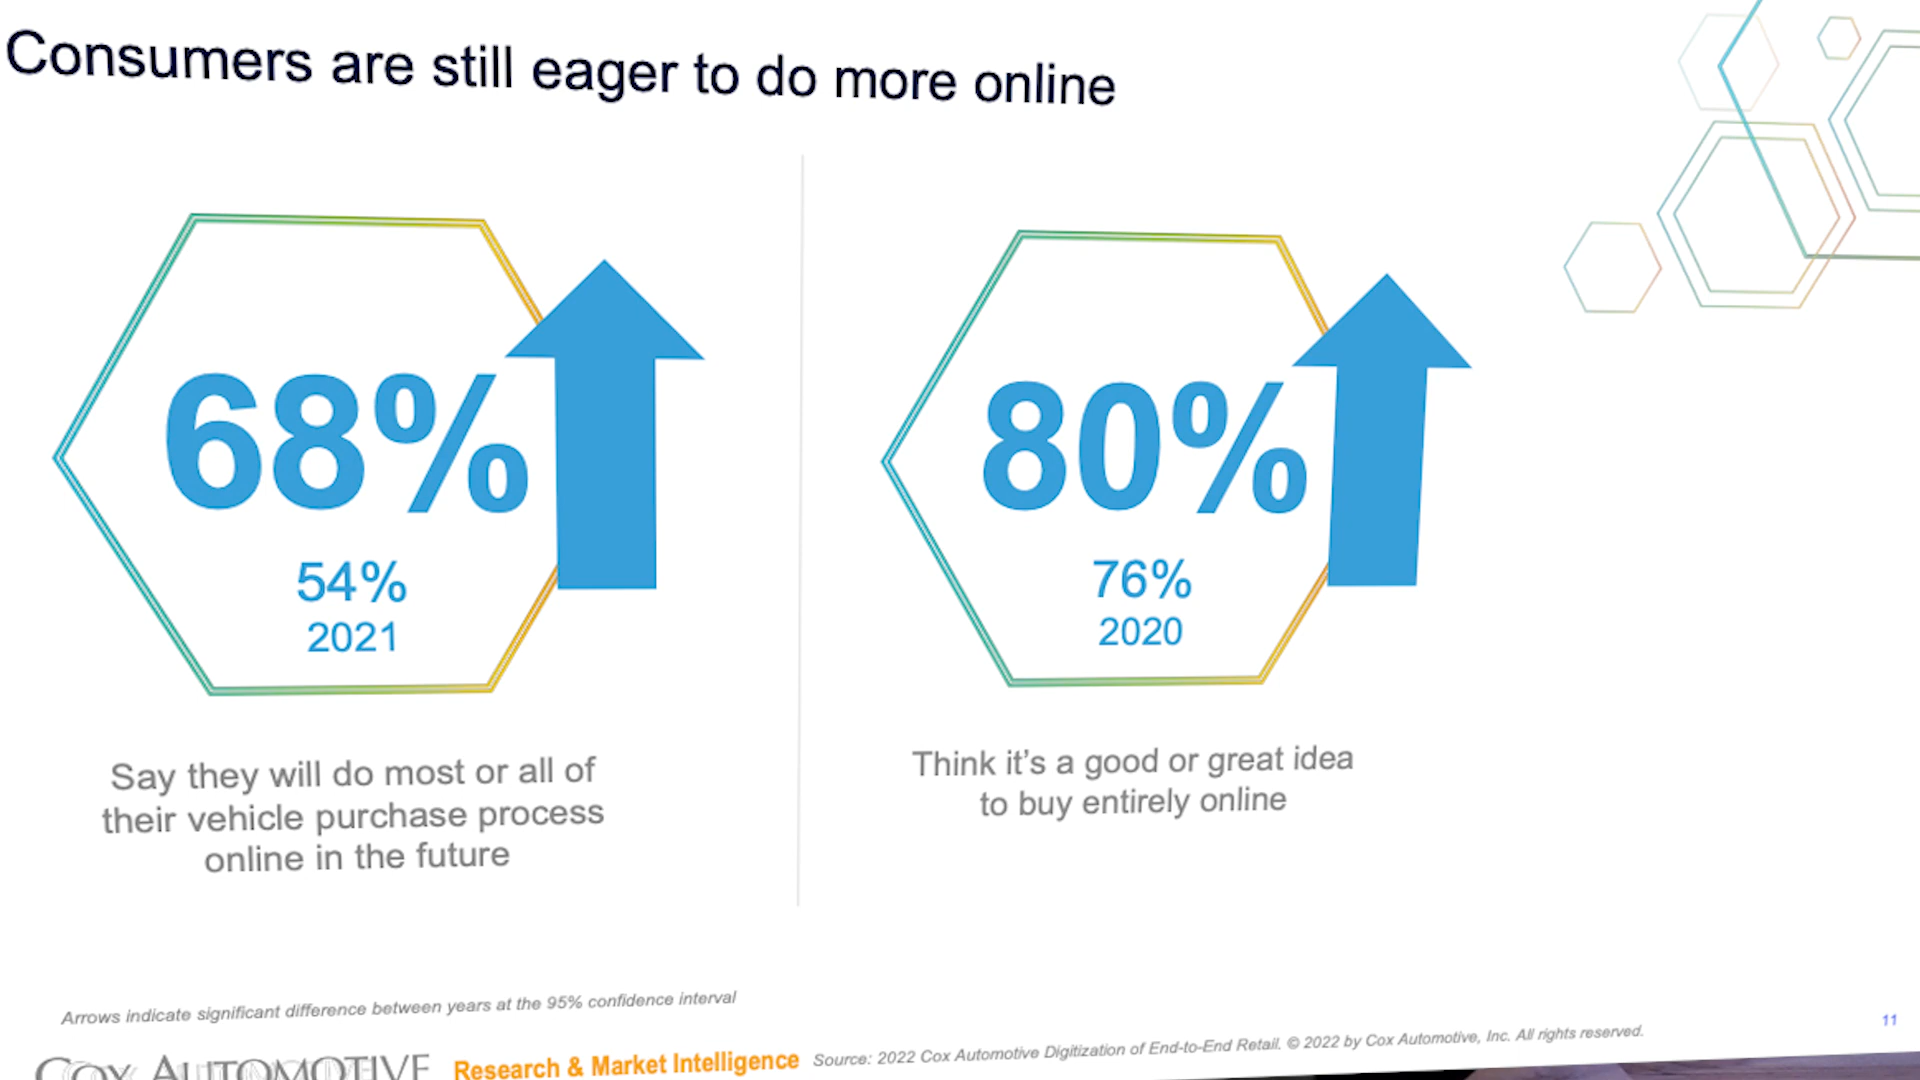 Consumers are still eager to do more online
68%
54%
2021
Say they will do most or all of
their vehicle purchase process
online in the future
80%
76%
2020
Think it's a good or great idea
to buy entirely online
Arrows indicate significant difference between years at the 95% confidence interval
COX AUTOMOTIVE
Research & Market Intelligence
Source: 2022 Cox Automotive Digitization of End-to-End Retail. © 2022 by Cox Automotive, Inc. All rights reserved.
11